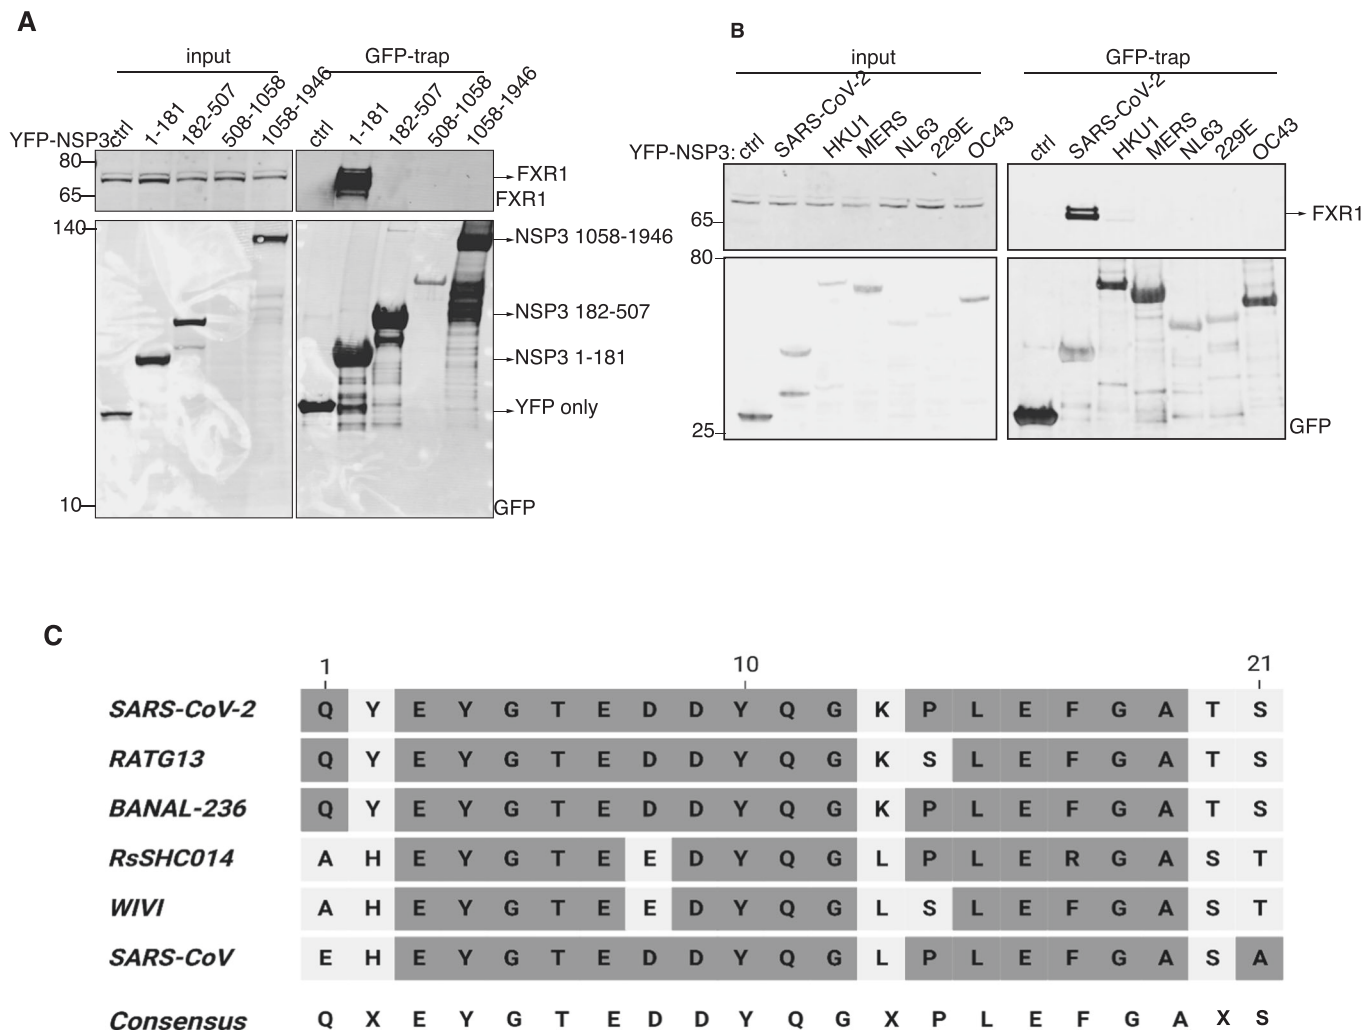 A
input GFP-trap
YFP-NSP3: ctrl 1-181 182-507 508-1058 1058-1946 ctrl 1-181 182-507 508-1058 1058-1946
80
65
FXR1
FXR1
140
NSP3 1058-1946
NSP3 182-507
NSP3 1-181
YFP only
10
GFP
B
input GFP-trap
YFP-NSP3: ctrl SARS-CoV-2 HKU1 MERS NL63 229E OC43 ctrl SARS-CoV-2 HKU1 MERS NL63 229E OC43
65
FXR1
80
25
GFP
C
1 10 21
SARS-CoV-2 Q Y E Y G T E D D Y Q G K P L E F G A T S
RATG13 Q Y E Y G T E D D Y Q G K S L E F G A T S
BANAL-236 Q Y E Y G T E D D Y Q G K P L E F G A T S
RsSHC014 A H E Y G T E E D Y Q G L P L E R G A S T
WIVI A H E Y G T E E D Y Q G L S L E F G A S T
SARS-CoV E H E Y G T E D D Y Q G L P L E F G A S A
Consensus Q X E Y G T E D D Y Q G X P L E F G A X S